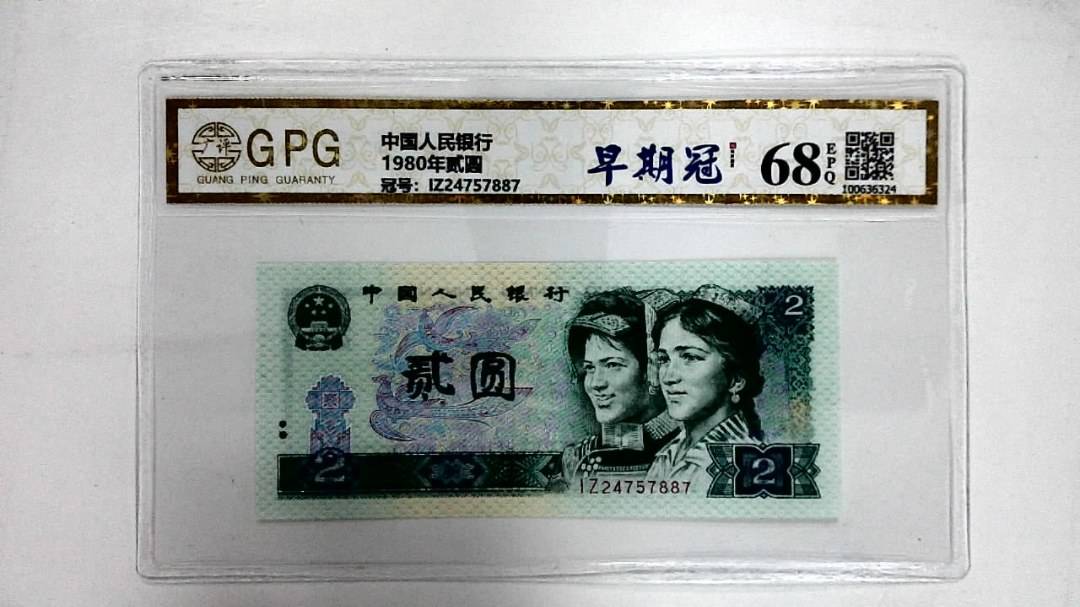 广评
GPG
GUANG PING GUARANTY
中国人民银行
1980年贰圆
冠号：IZ24757887
早期冠
68
EPQ
100636324
中国人民银行
2
贰圆
2
2
IZ24757887